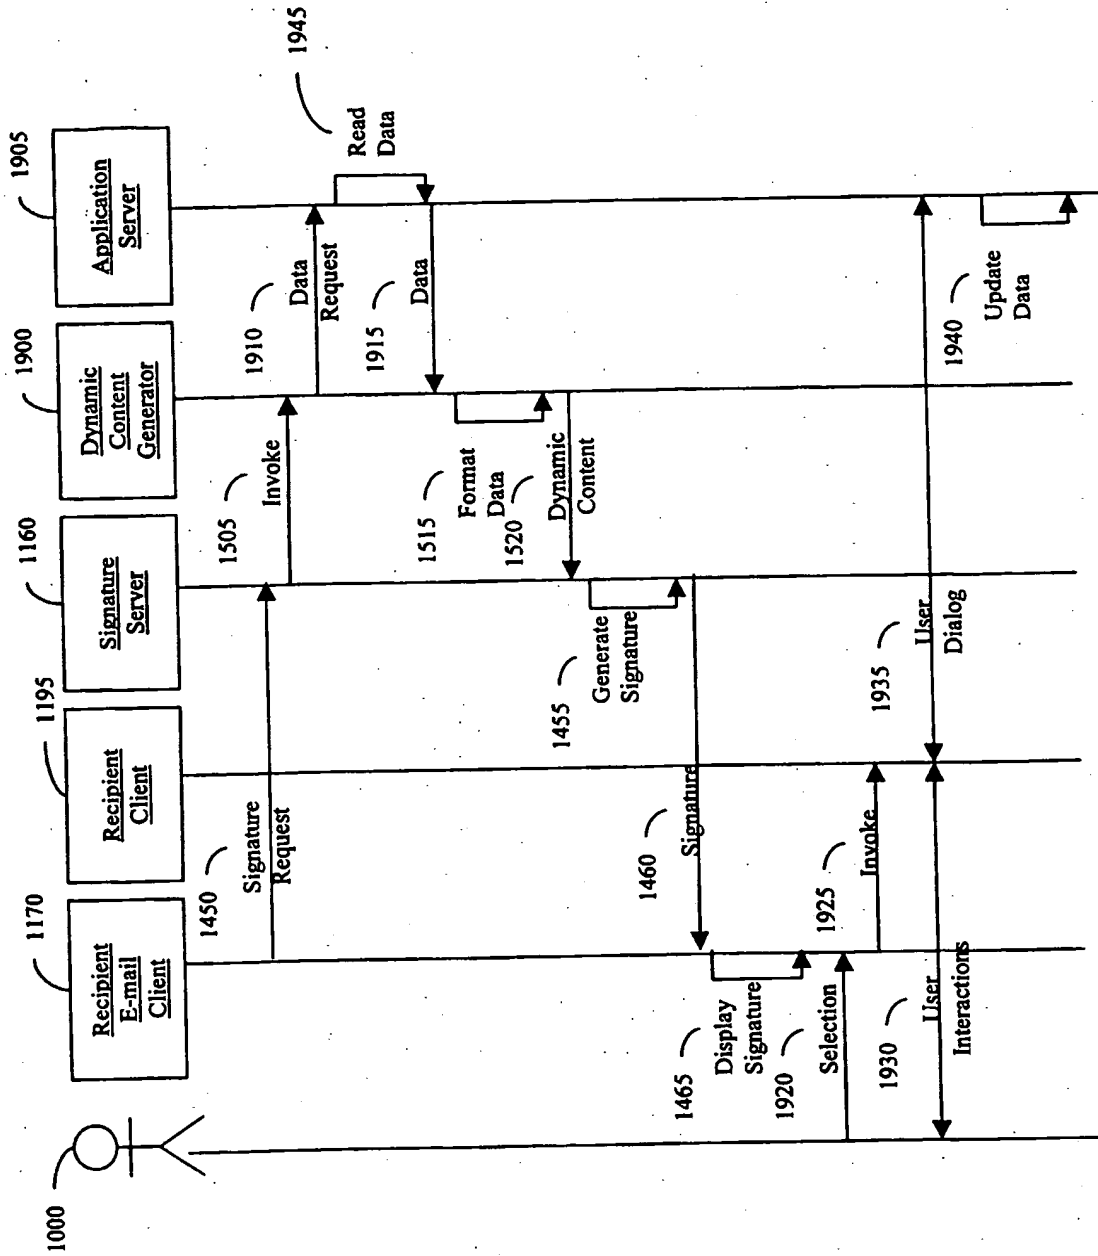 1000
1170
Recipient
E-mail
Client
1195
Recipient
Client
1160
Signature
Server
1900
Dynamic
Content
Generator
1905
Application
Server
1450
Signature
Request
1505
Invoke
1910
Data
Request
1945
Read
Data
1915
Data
1515
Format
Data
1520
Dynamic
Content
1455
Generate
Signature
1460
Signature
1465
Display
Signature
1920
Selection
1925
Invoke
1930
User
Interactions
1935
User
Dialog
1940
Update
Data